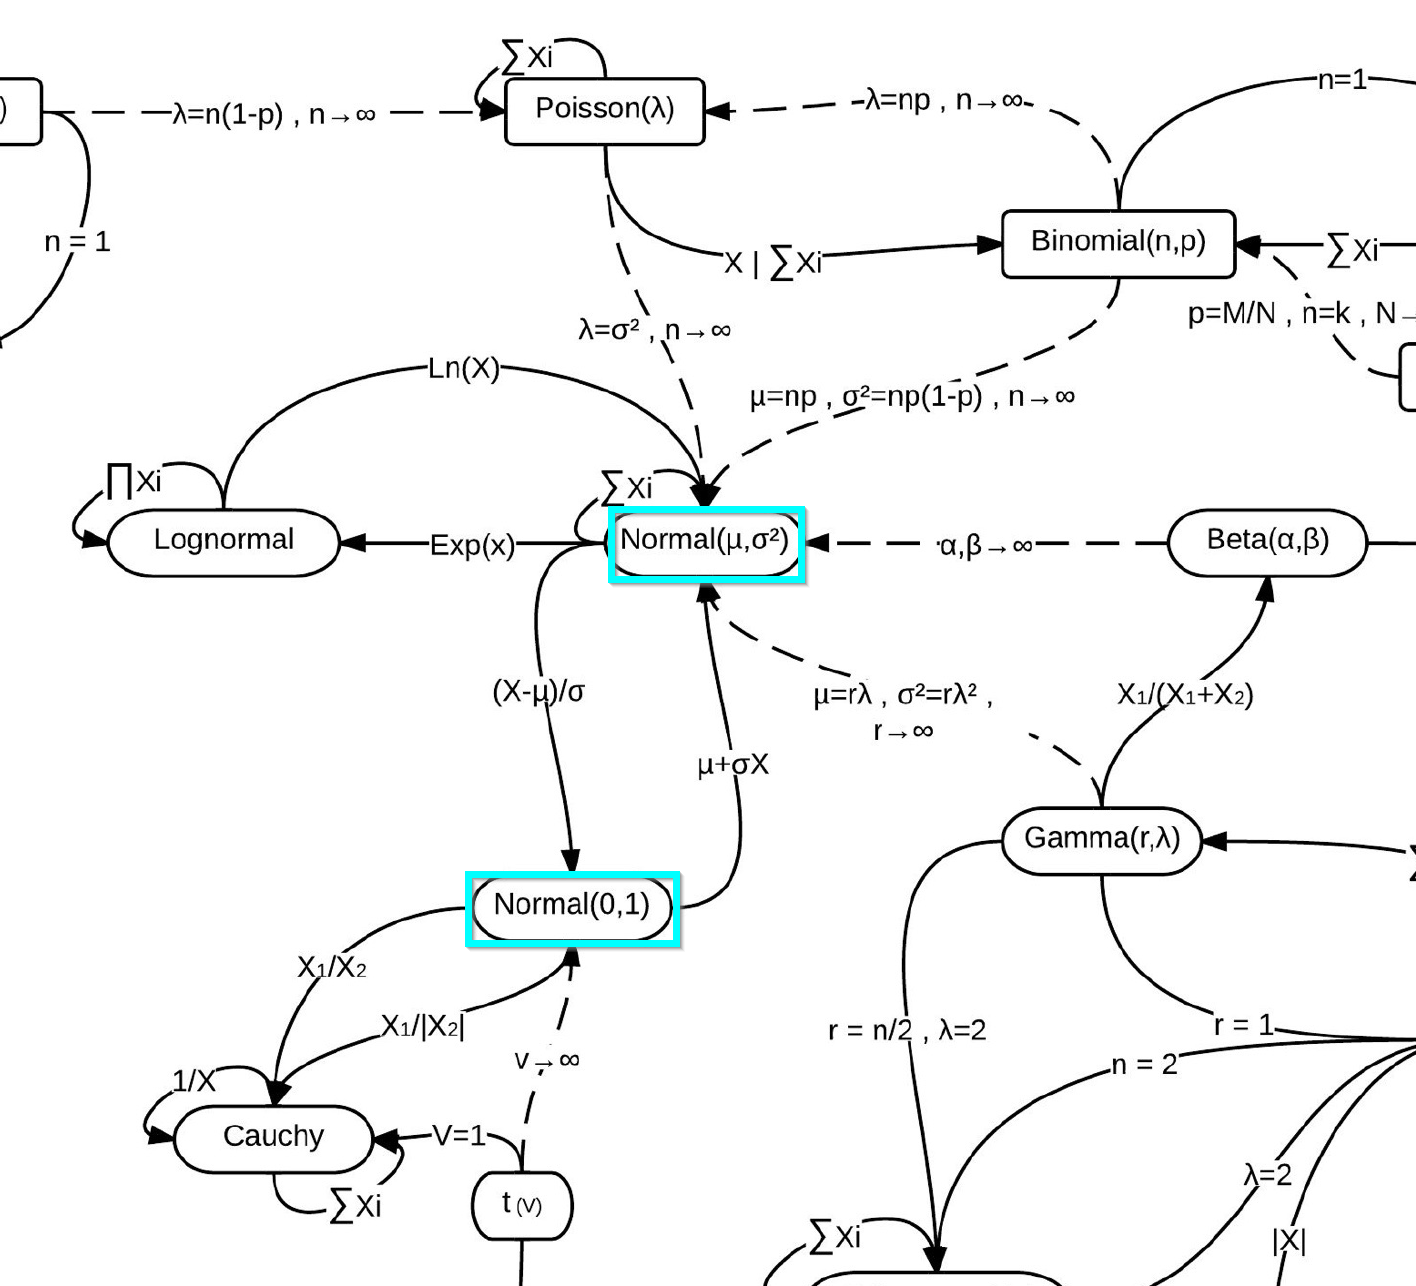 ∑Xi
n=1
)
λ=n(1-p) , n→∞
Poisson(λ)
λ=np , n→∞
n = 1
X | ∑Xi
Binomial(n,p)
∑Xi
p=M/N , n=k , N→
λ=σ² , n→∞
Ln(X)
µ=np , σ²=np(1-p) , n→∞
∏Xi
∑Xi
Lognormal
Exp(x)
Normal(µ,σ²)
α,β→∞
Beta(α,β)
(X-µ)/σ
µ=rλ , σ²=rλ² ,
r→∞
X₁/(X₁+X₂)
µ+σX
Gamma(r,λ)
Normal(0,1)
X₁/X₂
X₁/|X₂|
r = n/2 , λ=2
r = 1
v→∞
n = 2
1/X
Cauchy
V=1
∑Xi
t (V)
λ=2
∑Xi
|X|